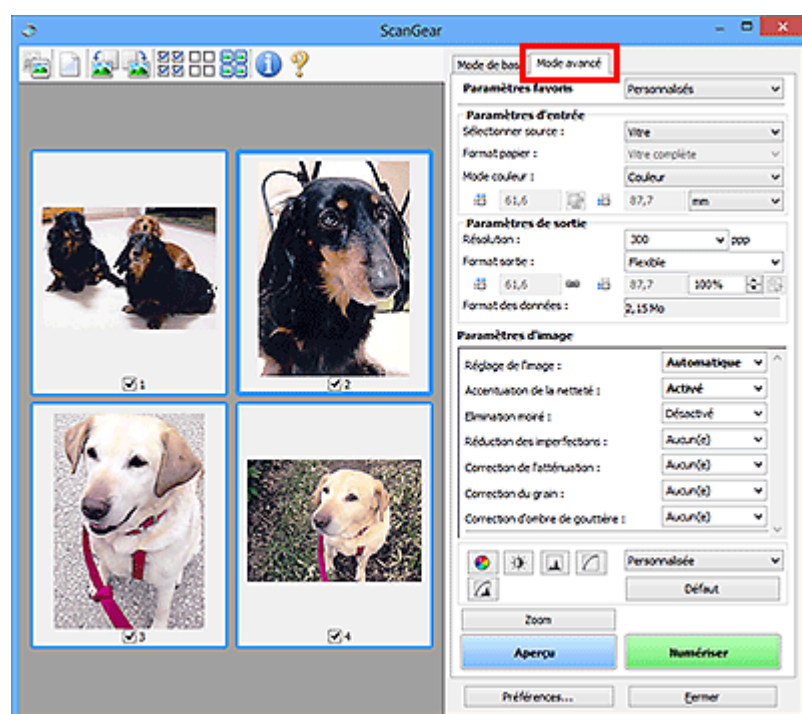 ScanGear
Mode de bas Mode avancé
Paramètres favoris Personnalisés
Paramètres d'entrée
Sélectionner source : Vitre
Format papier : Vitre complète
Mode couleur : Couleur
61,6 87,7 mm
Paramètres de sortie
Résolution : 300 ppp
Format sortie : Flexible
61,6 87,7 100%
Format des données : 2,15 Mo
Paramètres d'image
Réglage de l'image : Automatique
Accentuation de la netteté : Activé
Elimination moiré : Désactivé
Réduction des imperfections : Aucun(e)
Correction de l'atténuation : Aucun(e)
Correction du grain : Aucun(e)
Correction d'ombre de gouttière : Aucun(e)
1
2
3
4
Personnalisée
Défaut
Zoom
Aperçu Numériser
Préférences... Fermer